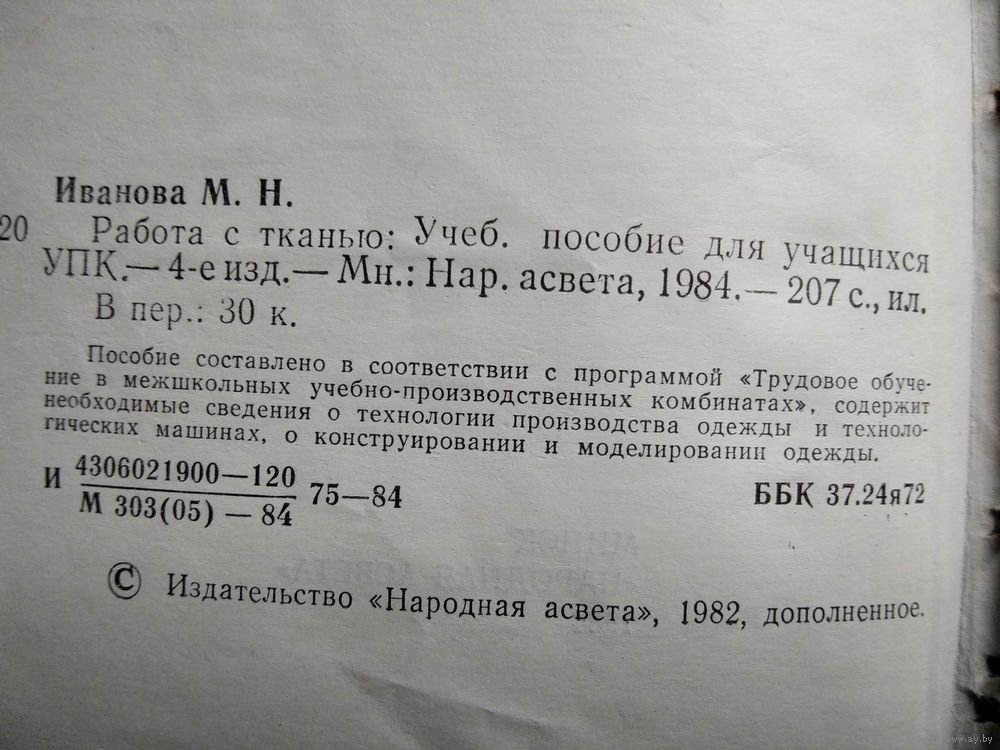 Иванова М. Н.
20 Работа с тканью: Учеб. пособие для учащихся
УПК.— 4-е изд.— Мн.: Нар. асвета, 1984.— 207 с., ил.
В пер.: 30 к.
Пособие составлено в соответствии с программой «Трудовое обуче-
ние в межшкольных учебно-производственных комбинатах», содержит
необходимые сведения о технологии производства одежды и техноло-
гических машинах, о конструировании и моделировании одежды.
И 4306021900—120 75—84 ББК 37.24я72
М 303(05) — 84
© Издательство «Народная асвета», 1982, дополненное.
www.ay.by